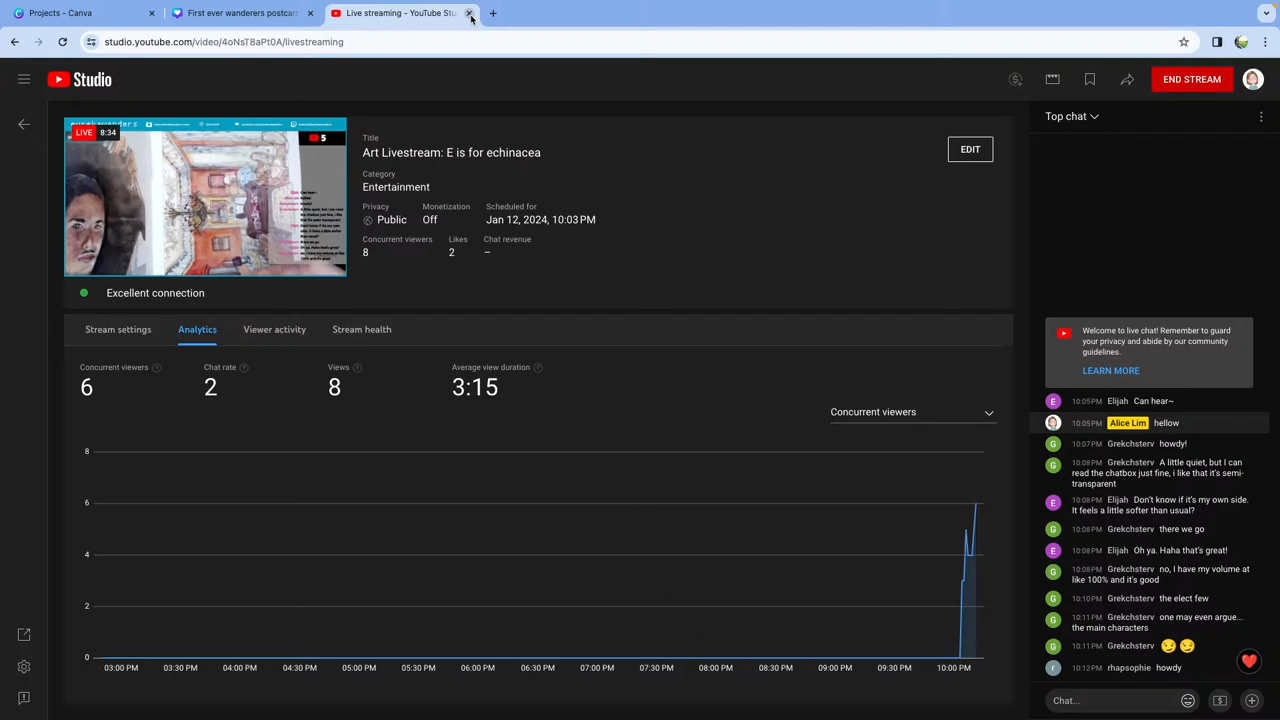 Projects - Canva
First ever wanderers postcar
Live streaming - YouTube Stu
studio.youtube.com/video/4oNsT8aPt0A/livestreaming
Studio
END STREAM
LIVE 8:34
5
Title
Art Livestream: E is for echinacea
EDIT
Category
Entertainment
Privacy Monetization Scheduled for
Public Off Jan 12, 2024, 10:03 PM
Concurrent viewers Likes Chat revenue
8 2 –
Excellent connection
Stream settings Analytics Viewer activity Stream health
Concurrent viewers Chat rate Views Average view duration
6 2 8 3:15
Concurrent viewers
8
6
4
2
0
03:00 PM 03:30 PM 04:00 PM 04:30 PM 05:00 PM 05:30 PM 06:00 PM 06:30 PM 07:00 PM 07:30 PM 08:00 PM 08:30 PM 09:00 PM 09:30 PM 10:00 PM
Top chat
Welcome to live chat! Remember to guard
your privacy and abide by our community
guidelines.
LEARN MORE
E 10:05 PM Elijah Can hear~
10:05 PM Alice Lim hellow
G 10:07 PM Grekchsterv howdy!
G 10:08 PM Grekchsterv A little quiet, but I can
read the chatbox just fine, i like that it's semi-
transparent
E 10:08 PM Elijah Don't know if it's my own side.
It feels a little softer than usual?
G 10:08 PM Grekchsterv there we go
E 10:08 PM Elijah Oh ya. Haha that's great!
G 10:08 PM Grekchsterv no, I have my volume at
like 100% and it's good
G 10:10 PM Grekchsterv the elect few
G 10:11 PM Grekchsterv one may even argue...
the main characters
G 10:11 PM Grekchsterv 😏 😏
r 10:12 PM rhapsophie howdy
Chat...